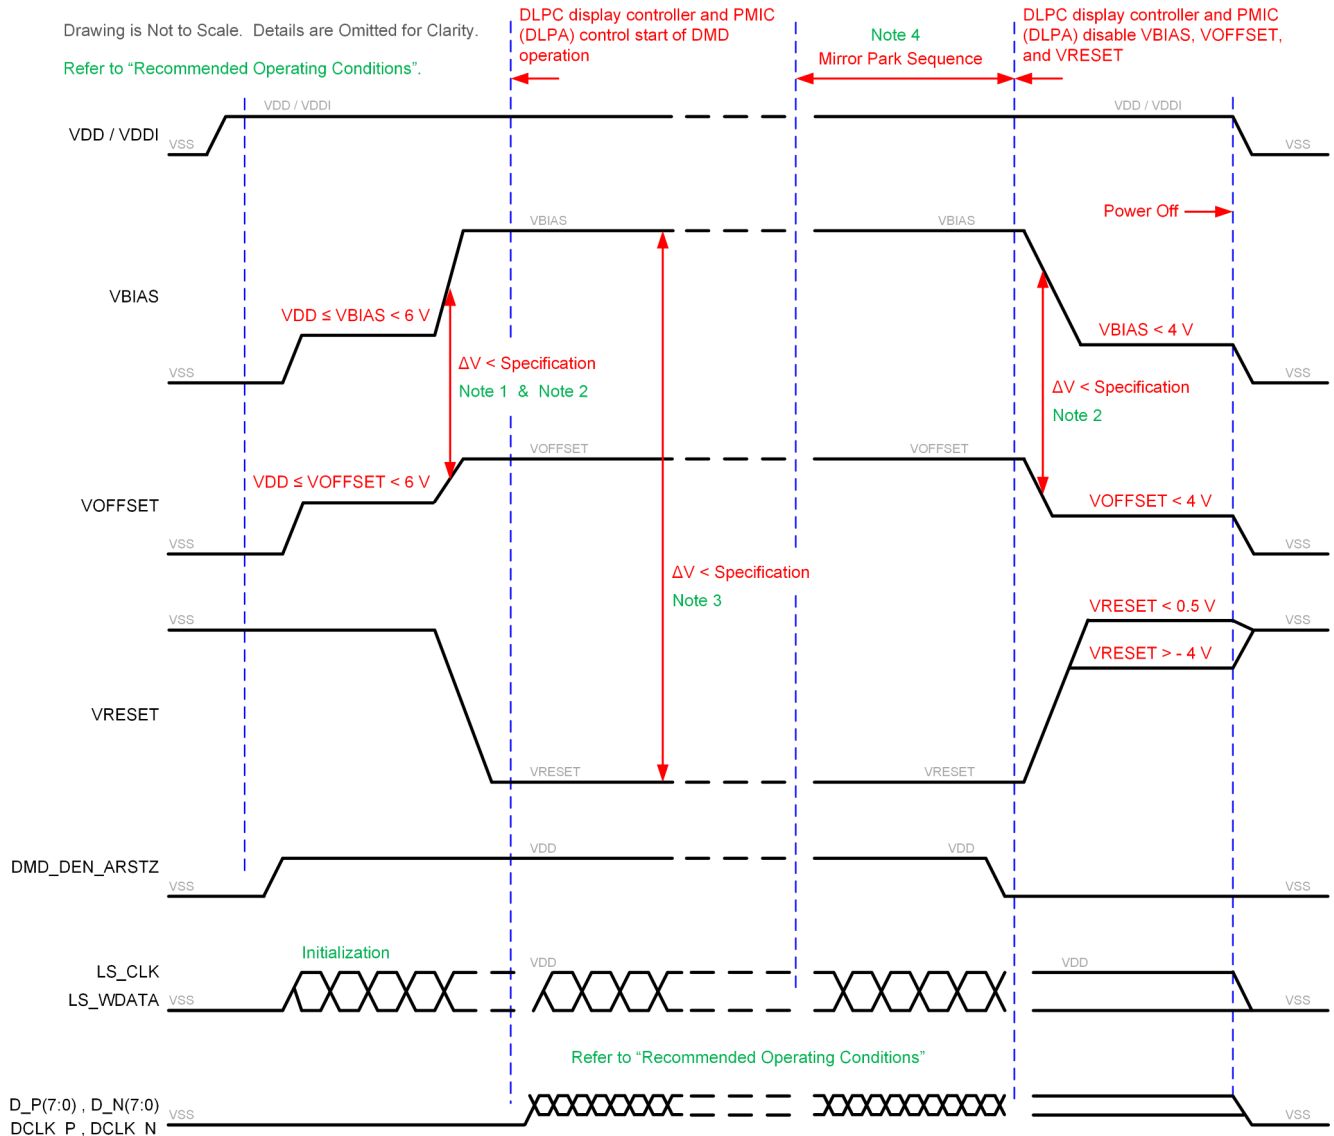 Drawing is Not to Scale.  Details are Omitted for Clarity.
Refer to “Recommended Operating Conditions”.
DLPC display controller and PMIC
(DLPA) control start of DMD
operation
Note 4
Mirror Park Sequence
DLPC display controller and PMIC
(DLPA) disable VBIAS, VOFFSET,
and VRESET
VDD / VDDI
VSS
VDD / VDDI
VDD / VDDI
VSS
Power Off
VBIAS
VSS
VDD ≤ VBIAS < 6 V
VBIAS
VBIAS
VBIAS < 4 V
VSS
ΔV < Specification
Note 1  &  Note 2
ΔV < Specification
Note 2
VOFFSET
VSS
VDD ≤ VOFFSET < 6 V
VOFFSET
VOFFSET
VOFFSET < 4 V
VSS
ΔV < Specification
Note 3
VRESET
VSS
VRESET
VRESET
VRESET < 0.5 V
VRESET > - 4 V
VSS
DMD_DEN_ARSTZ
VSS
VDD
VDD
VSS
Initialization
LS_CLK
LS_WDATA
VSS
VDD
VDD
VSS
Refer to “Recommended Operating Conditions”
D_P(7:0) , D_N(7:0)
DCLK_P , DCLK_N
VSS
VSS